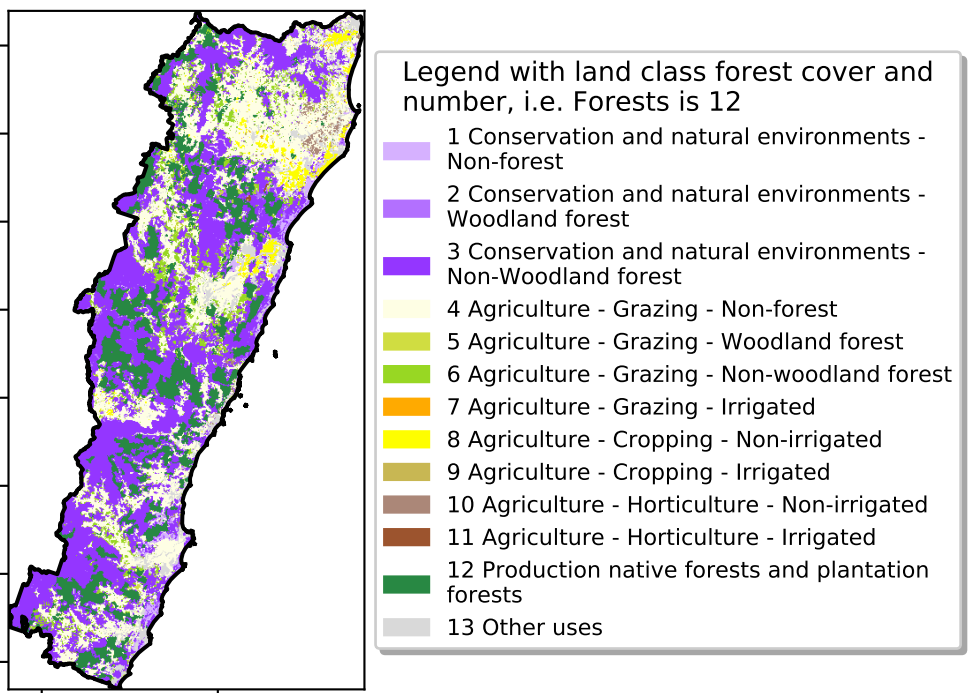 Legend with land class forest cover and
number, i.e. Forests is 12
1 Conservation and natural environments -
Non-forest
2 Conservation and natural environments -
Woodland forest
3 Conservation and natural environments -
Non-Woodland forest
4 Agriculture - Grazing - Non-forest
5 Agriculture - Grazing - Woodland forest
6 Agriculture - Grazing - Non-woodland forest
7 Agriculture - Grazing - Irrigated
8 Agriculture - Cropping - Non-irrigated
9 Agriculture - Cropping - Irrigated
10 Agriculture - Horticulture - Non-irrigated
11 Agriculture - Horticulture - Irrigated
12 Production native forests and plantation
forests
13 Other uses